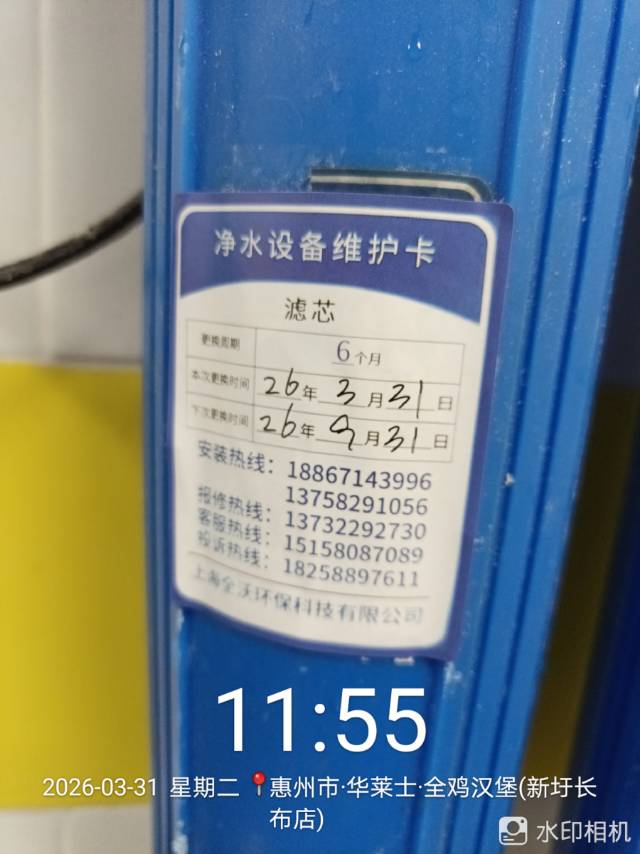 净水设备维护卡
滤芯
更换周期 6个月
本次更换时间 26年3月31日
下次更换时间 26年9月31日
安装热线：18867143996
13758291056
报修热线：13732292730
客服热线：15158087089
投诉热线：18258897611
上海全沃环保科技有限公司
11:55
2026-03-31 星期二 📍惠州市·华莱士·全鸡汉堡(新圩长
布店)
水印相机